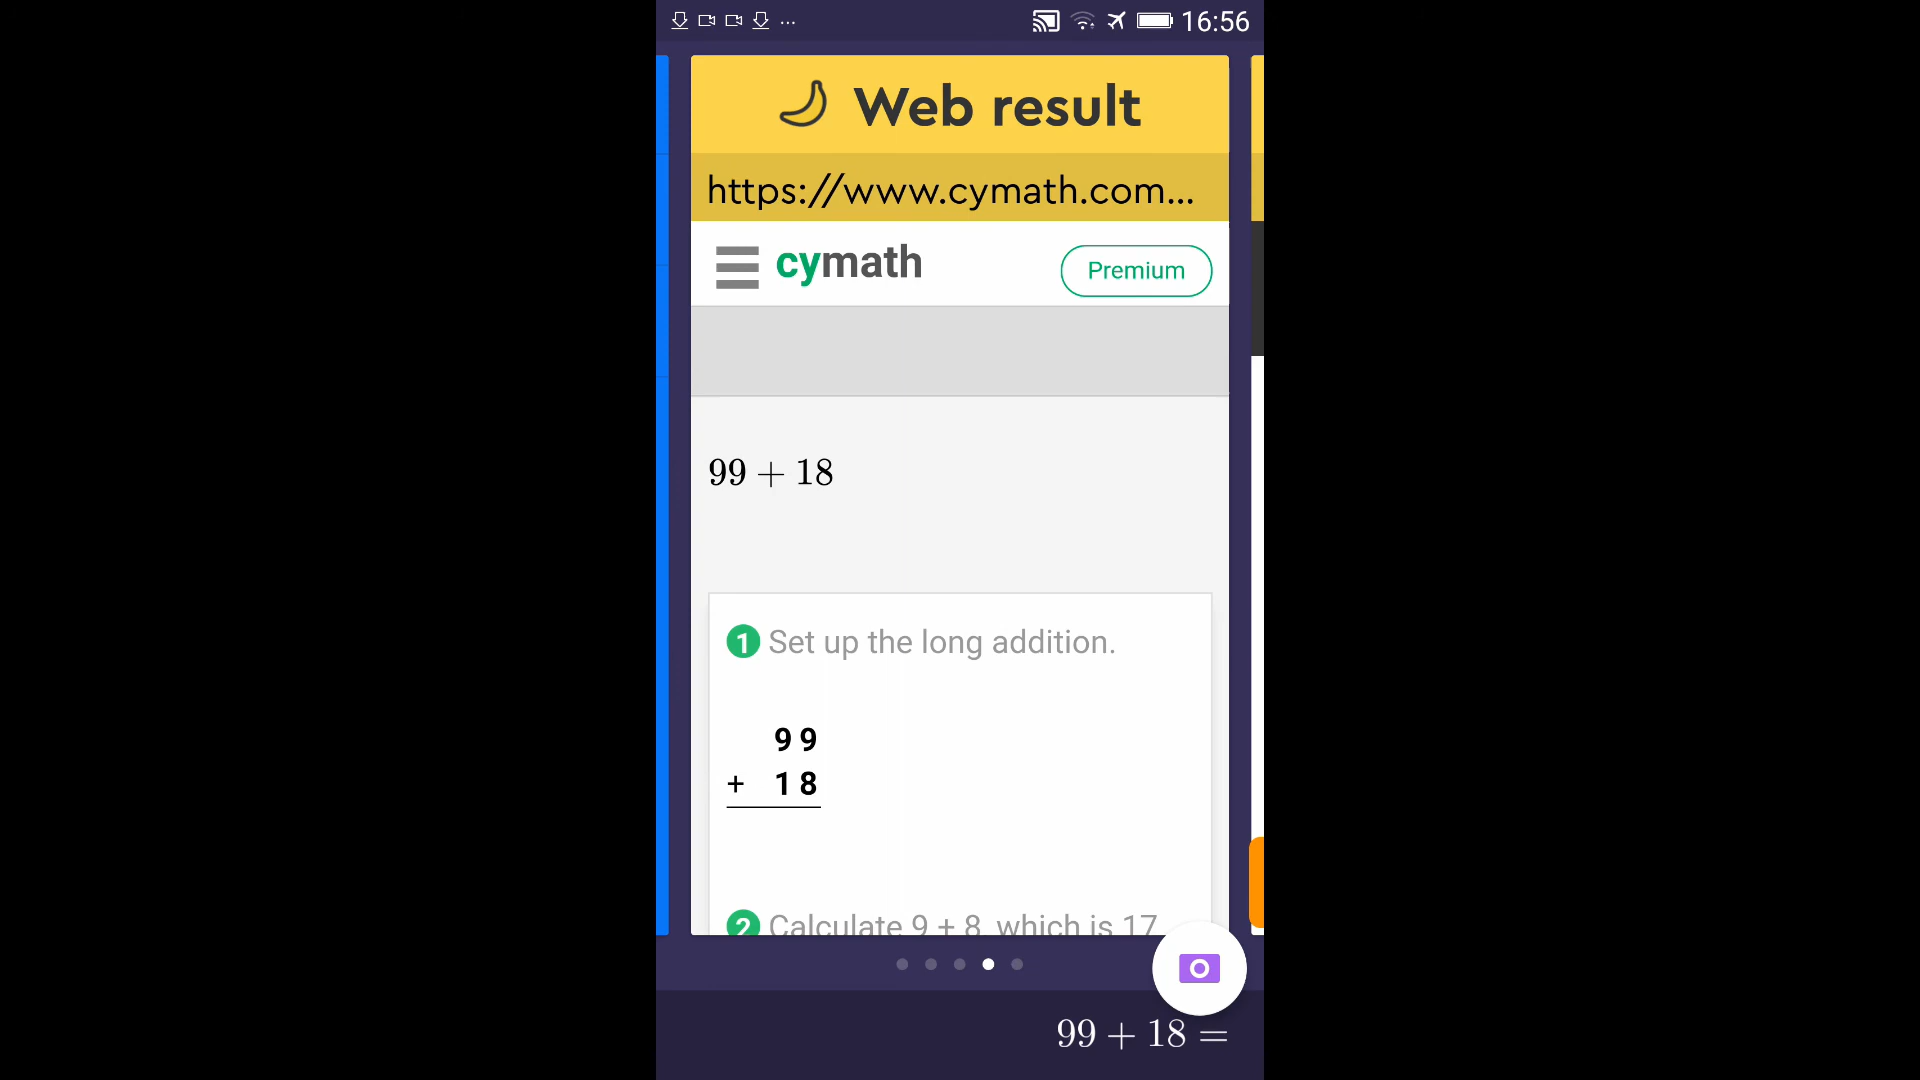 ... 16:56
Web result
https://www.cymath.com...
cymath Premium
99 + 18
1 Set up the long addition.
9 9
+ 1 8
2 Calculate 9 + 8, which is 17
99 + 18 =